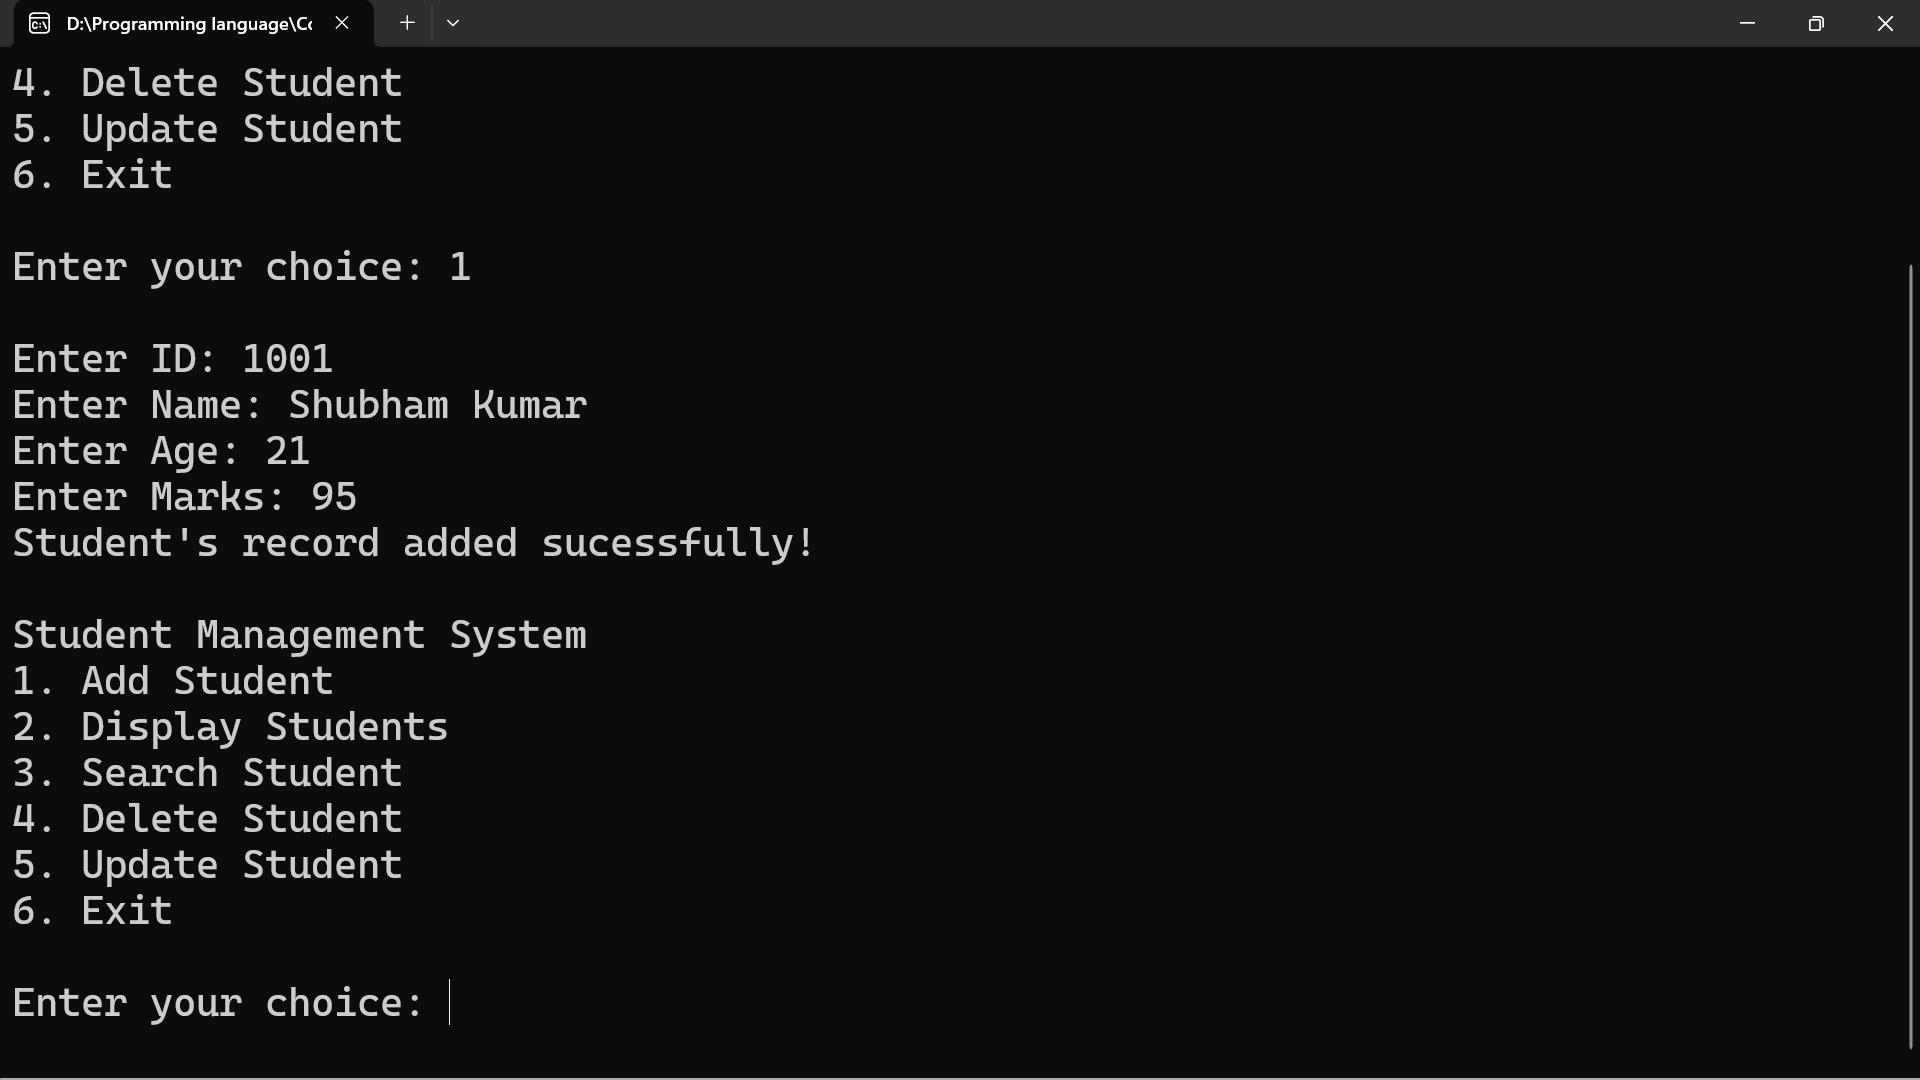 D:\Programming language\Cc
4. Delete Student
5. Update Student
6. Exit
Enter your choice: 1
Enter ID: 1001
Enter Name: Shubham Kumar
Enter Age: 21
Enter Marks: 95
Student's record added sucessfully!
Student Management System
1. Add Student
2. Display Students
3. Search Student
4. Delete Student
5. Update Student
6. Exit
Enter your choice: